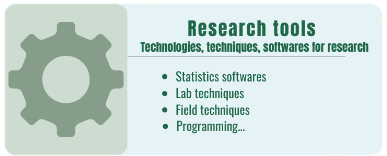 Research tools
Technologies, techniques, softwares for research
• Statistics softwares
• Lab techniques
• Field techniques
• Programming...